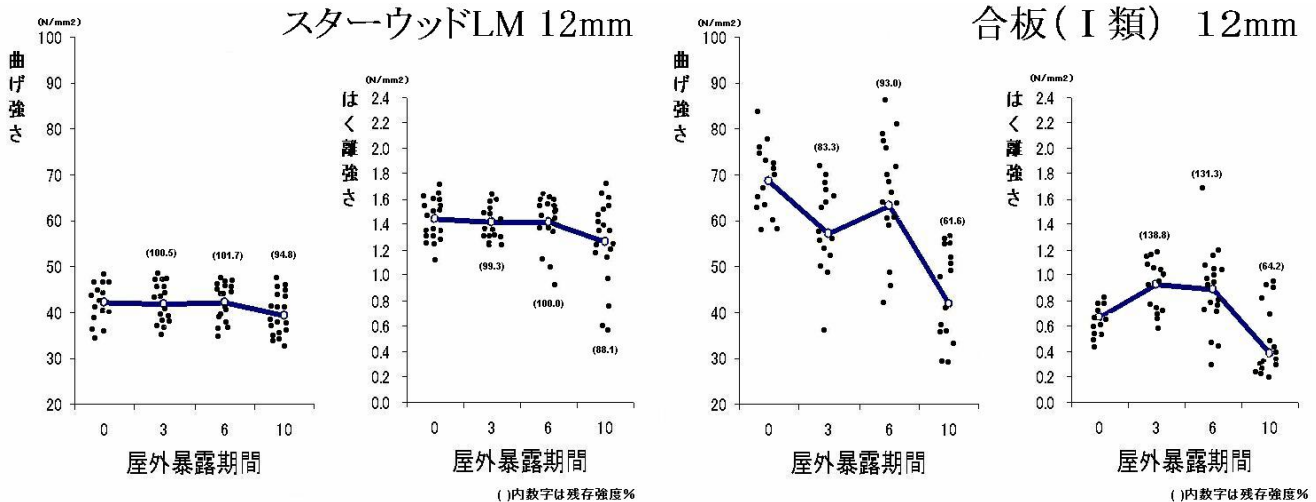 スターウッドLM 12mm
(N/mm2)
曲げ強さ
100
90
80
70
60
50
40
30
20
(100.5)
(101.7)
(94.8)
0 3 6 10
屋外暴露期間
(N/mm2)
はく離強さ
2.4
2.2
2.0
1.8
1.6
1.4
1.2
1.0
0.8
0.6
0.4
0.2
0.0
(99.3)
(100.0)
(88.1)
0 3 6 10
屋外暴露期間
( )内数字は残存強度%
合板(Ⅰ類) 12mm
(N/mm2)
曲げ強さ
100
90
80
70
60
50
40
30
20
(83.3)
(93.0)
(61.6)
0 3 6 10
屋外暴露期間
(N/mm2)
はく離強さ
2.4
2.2
2.0
1.8
1.6
1.4
1.2
1.0
0.8
0.6
0.4
0.2
0.0
(138.8)
(131.3)
(64.2)
0 3 6 10
屋外暴露期間
( )内数字は残存強度%